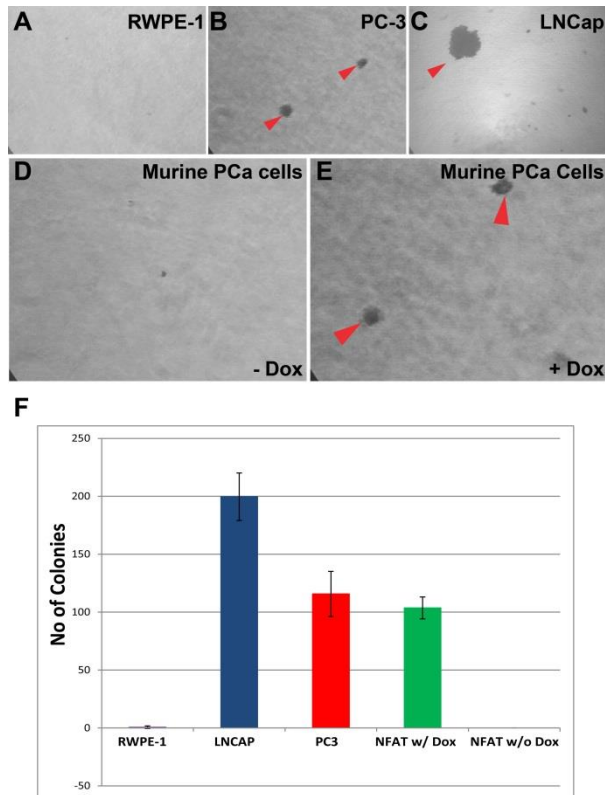 A RWPE-1
B PC-3
C LNCap
D Murine PCa cells
- Dox
E Murine PCa Cells
+ Dox
F
250
200
150
100
50
0
-50
No of Colonies
RWPE-1 LNCAP PC3 NFAT w/ Dox NFAT w/o Dox